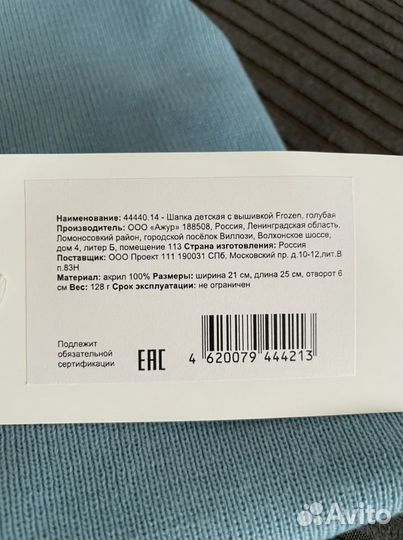 Наименование: 44440.14 - Шапка детская с вышивкой Frozen, голубая
Производитель: ООО «Ажур» 188508, Россия, Ленинградская область,
Ломоносовский район, городской посёлок Виллози, Волхонское шоссе,
дом 4, литер Б, помещение 113 Страна изготовления: Россия
Поставщик: ООО Проект 111 190031 СПб, Московский пр. д.10-12,лит.В
п.83Н
Материал: акрил 100% Размеры: ширина 21 см, длина 25 см, отворот 6
см Вес: 128 г Срок эксплуатации: не ограничен
Подлежит
обязательной
сертификации
ЕАС
4 620079 444213
Avito